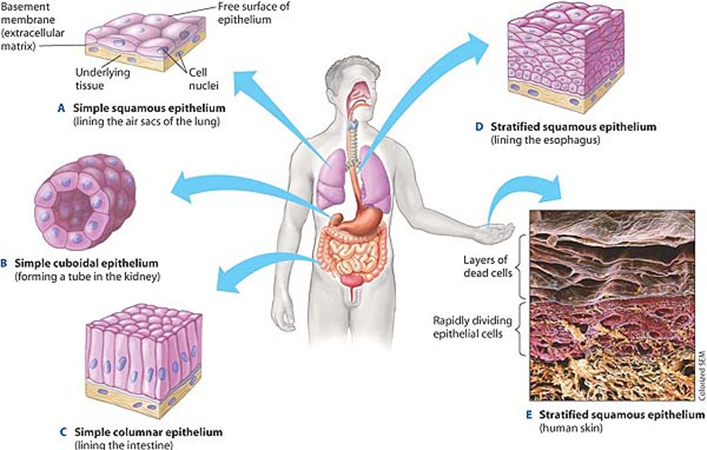 Basement
membrane
(extracellular
matrix)
Free surface of
epithelium
Underlying
tissue
Cell
nuclei
A Simple squamous epithelium
(lining the air sacs of the lung)
B Simple cuboidal epithelium
(forming a tube in the kidney)
C Simple columnar epithelium
(lining the intestine)
D Stratified squamous epithelium
(lining the esophagus)
Layers of
dead cells
Rapidly dividing
epithelial cells
Colorized SEM
E Stratified squamous epithelium
(human skin)